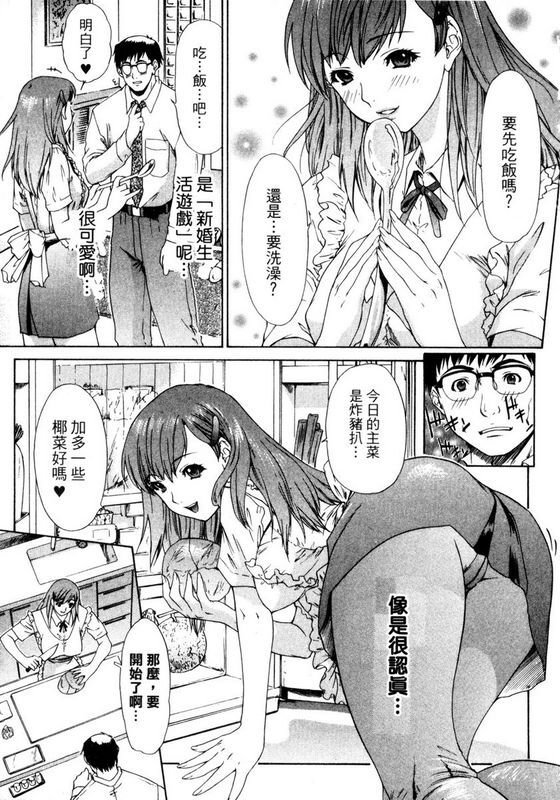 要先吃飯嗎？
還是…要洗澡？
吃…飯…吧…
明白了♥
是「新婚生
活遊戲」呢…
很可愛啊…
今日的主菜
是炸豬扒…
加多一些
椰菜好嗎♥
像是很認真…
那麼，要
開始了啊…